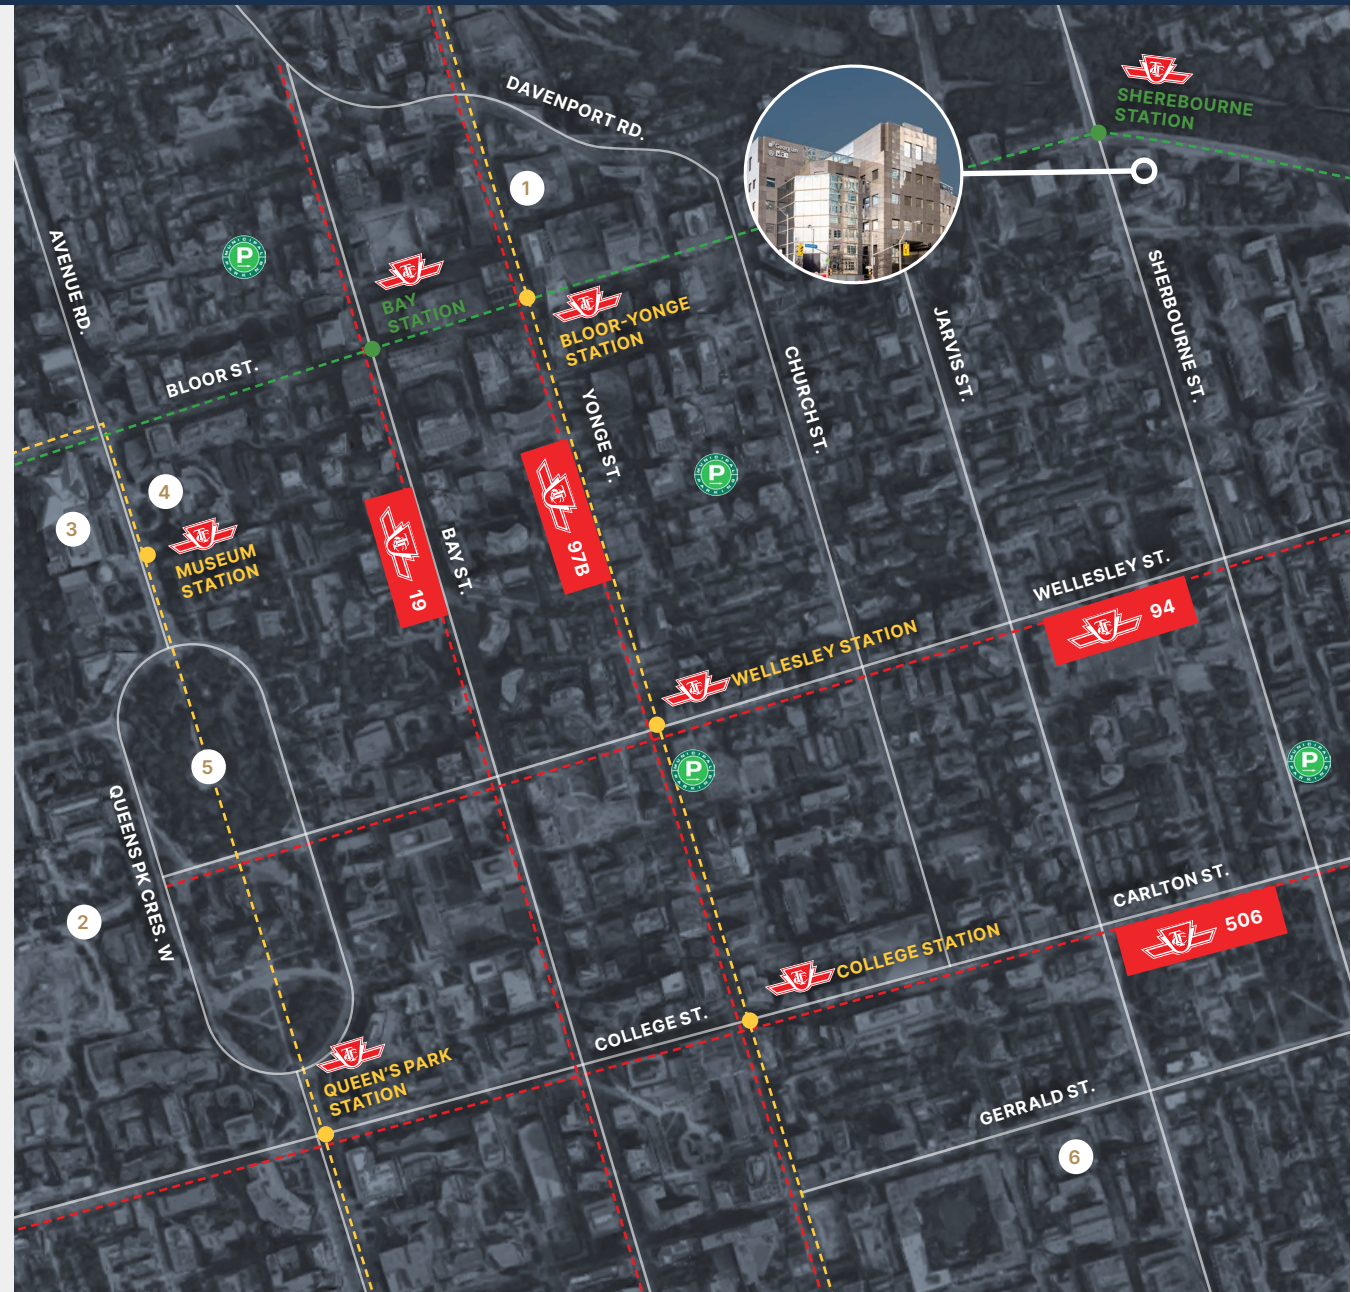 DAVENPORT RD.
SHEREBOURNE
STATION
1
AVENUE RD.
P
BAY
STATION
BLOOR-YONGE
STATION
SHERBOURNE ST.
JARVIS ST.
CHURCH ST.
BLOOR ST.
YONGE ST.
MUNICIPAL PARKING
P
4
3
MUSEUM
STATION
19
BAY ST.
97B
WELLESLEY ST.
94
WELLESLEY STATION
5
P
P
QUEENS PK CRES. W
2
CARLTON ST.
506
COLLEGE STATION
COLLEGE ST.
QUEEN'S PARK
STATION
GERRALD ST.
6